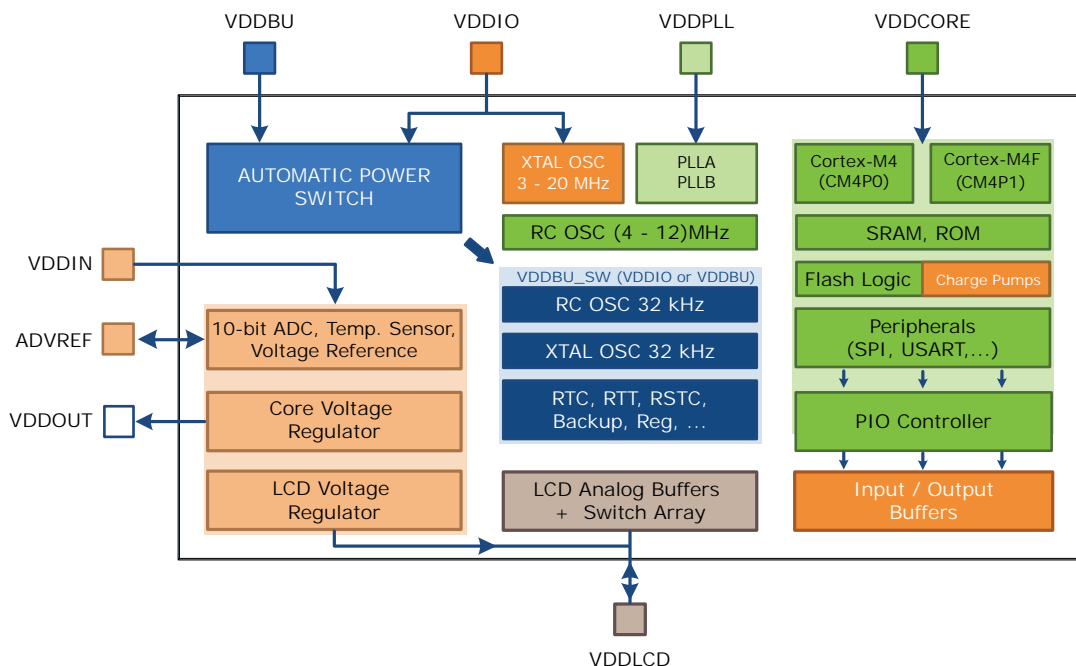 VDDBU
VDDIO
VDDPLL
VDDCORE
AUTOMATIC POWER
SWITCH
XTAL OSC
3 - 20 MHz
PLLA
PLLB
Cortex-M4
(CM4P0)
Cortex-M4F
(CM4P1)
RC OSC (4 - 12)MHz
SRAM, ROM
VDDIN
VDDBU_SW (VDDIO or VDDBU)
Flash Logic
Charge Pumps
RC OSC 32 kHz
ADVREF
10-bit ADC, Temp. Sensor,
Voltage Reference
XTAL OSC 32 kHz
Peripherals
(SPI, USART,...)
VDDOUT
Core Voltage
Regulator
RTC, RTT, RSTC,
Backup, Reg, ...
PIO Controller
LCD Voltage
Regulator
LCD Analog Buffers
+ Switch Array
Input / Output
Buffers
VDDLCD